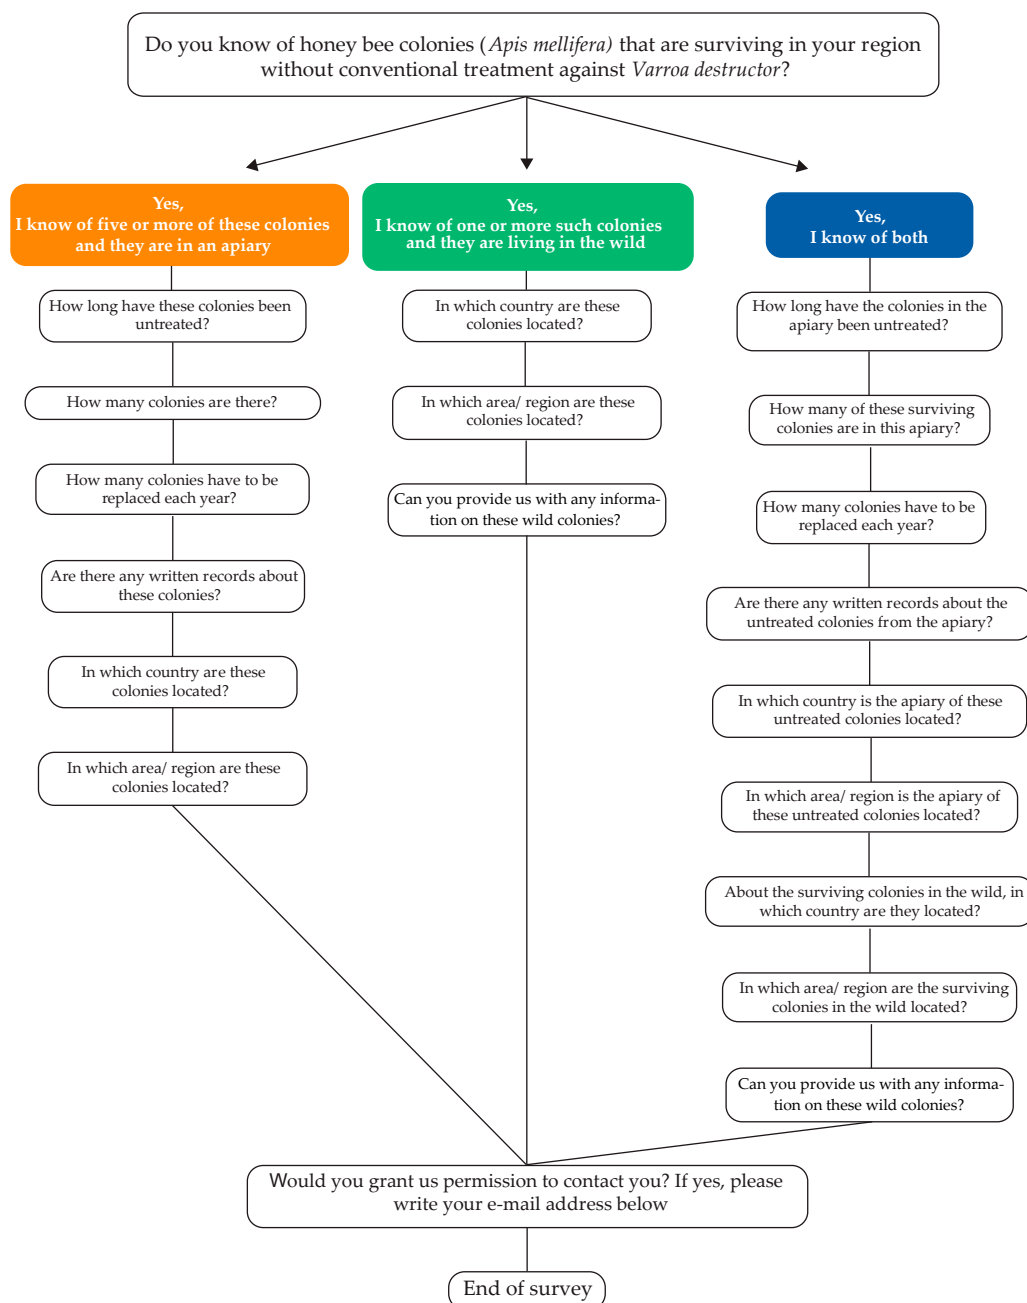 Do you know of honey bee colonies (Apis mellifera) that are surviving in your region
without conventional treatment against Varroa destructor?
Yes,
I know of five or more of these colonies
and they are in an apiary
How long have these colonies been
untreated?
How many colonies are there?
How many colonies have to be
replaced each year?
Are there any written records about
these colonies?
In which country are these
colonies located?
In which area/ region are these
colonies located?
Yes,
I know of one or more such colonies
and they are living in the wild
In which country are these
colonies located?
In which area/ region are these
colonies located?
Can you provide us with any informa-
tion on these wild colonies?
Yes,
I know of both
How long have the colonies in the
apiary been untreated?
How many of these surviving
colonies are in this apiary?
How many colonies have to be
replaced each year?
Are there any written records about the
untreated colonies from the apiary?
In which country is the apiary of these
untreated colonies located?
In which area/ region is the apiary of
these untreated colonies located?
About the surviving colonies in the wild, in
which country are they located?
In which area/ region are the surviving
colonies in the wild located?
Can you provide us with any informa-
tion on these wild colonies?
Would you grant us permission to contact you? If yes, please
write your e-mail address below
End of survey